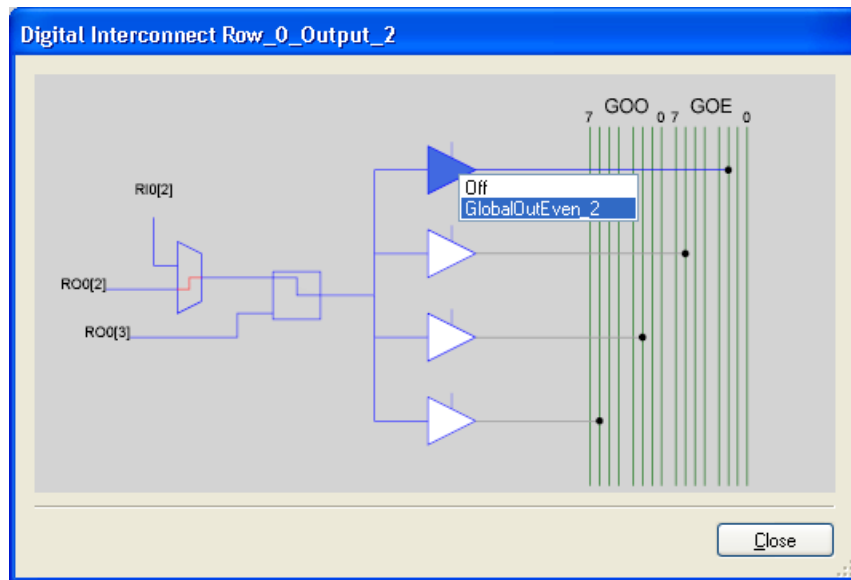 Digital Interconnect Row_0_Output_2
7 GOO 0 7 GOE 0
RI0[2]
Off
GlobalOutEven_2
RO0[2]
RO0[3]
Close